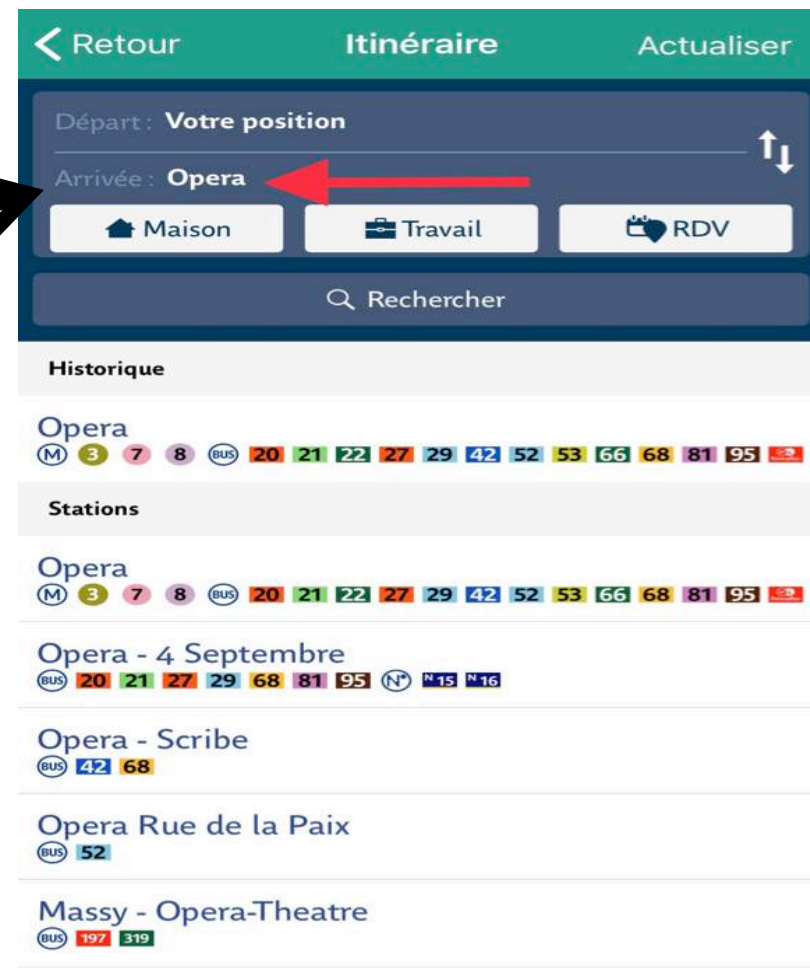 Retour Itinéraire Actualiser
Départ : Votre position
Arrivée : Opera
Maison Travail RDV
Rechercher
Historique
Opera
M 3 7 8 BUS 20 21 22 27 29 42 52 53 66 68 81 95
Stations
Opera
M 3 7 8 BUS 20 21 22 27 29 42 52 53 66 68 81 95
Opera - 4 Septembre
BUS 20 21 27 29 68 81 95 N N15 N16
Opera - Scribe
BUS 42 68
Opera Rue de la Paix
BUS 52
Massy - Opera-Theatre
BUS 197 319